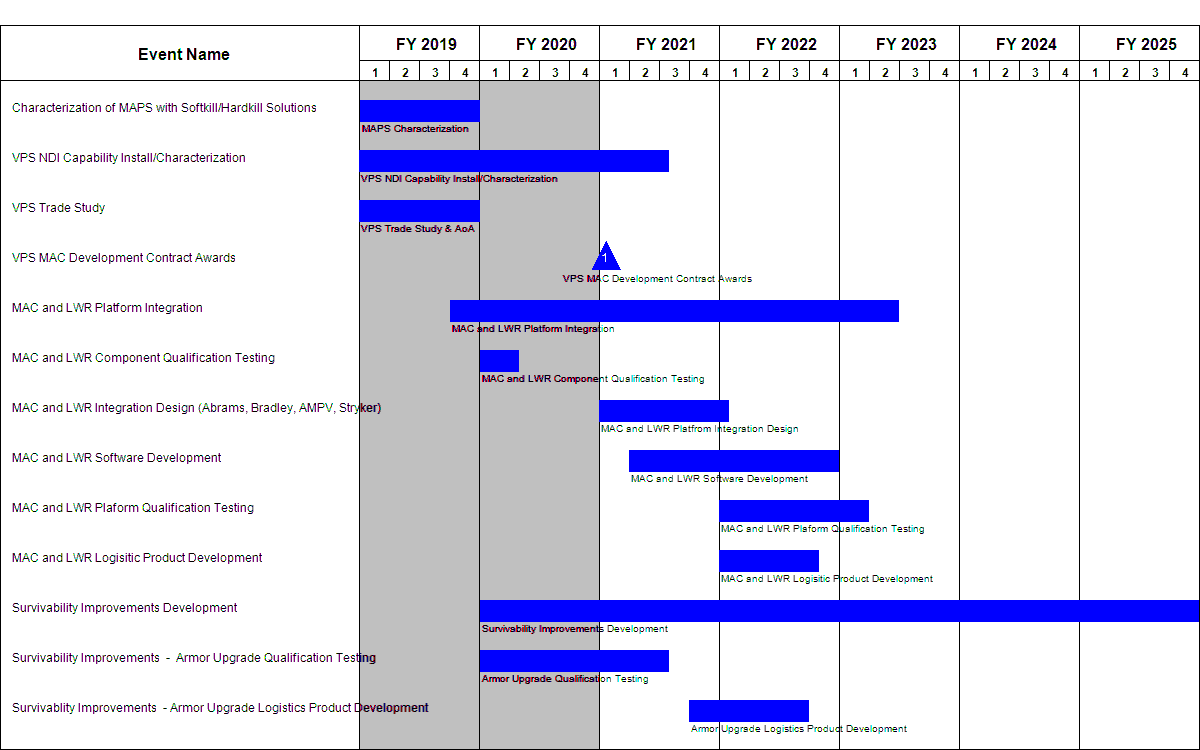 Event Name FY 2019 FY 2020 FY 2021 FY 2022 FY 2023 FY 2024 FY 2025
1 2 3 4 1 2 3 4 1 2 3 4 1 2 3 4 1 2 3 4 1 2 3 4 1 2 3 4
Characterization of MAPS with Softkill/Hardkill Solutions
MAPS Characterization
VPS NDI Capability Install/Characterization
VPS NDI Capability Install/Characterization
VPS Trade Study
VPS Trade Study & AoA
VPS MAC Development Contract Awards 1
VPS MAC Development Contract Awards
MAC and LWR Platform Integration
MAC and LWR Platform Integration
MAC and LWR Component Qualification Testing
MAC and LWR Component Qualification Testing
MAC and LWR Integration Design (Abrams, Bradley, AMPV, Stryker)
MAC and LWR Platfrom Integration Design
MAC and LWR Software Development
MAC and LWR Software Development
MAC and LWR Plaform Qualification Testing
MAC and LWR Plaform Qualification Testing
MAC and LWR Logisitic Product Development
MAC and LWR Logisitic Product Development
Survivability Improvements Development
Survivability Improvements Development
Survivability Improvements - Armor Upgrade Qualification Testing
Armor Upgrade Qualification Testing
Survivablity Improvements - Armor Upgrade Logistics Product Development
Armor Upgrade Logistics Product Development